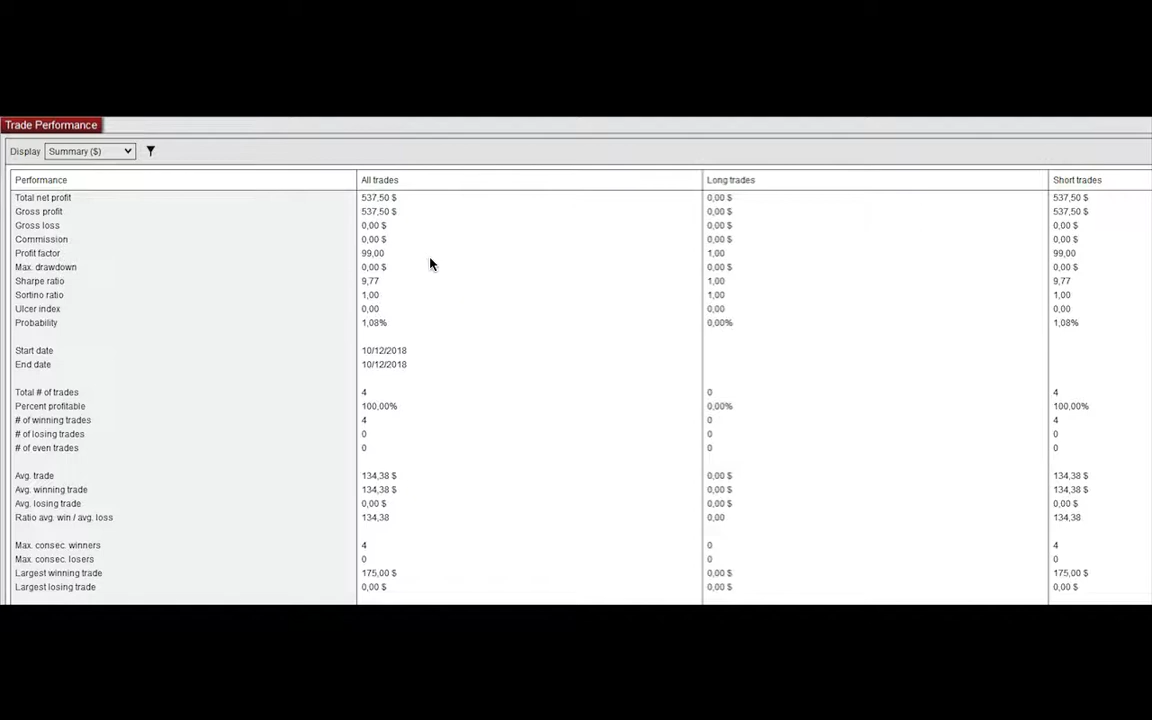 Trade Performance
Display Summary ($)
Performance All trades Long trades Short trades
Total net profit 537,50 $ 0,00 $ 537,50 $
Gross profit 537,50 $ 0,00 $ 537,50 $
Gross loss 0,00 $ 0,00 $ 0,00 $
Commission 0,00 $ 0,00 $ 0,00 $
Profit factor 99,00 1,00 99,00
Max. drawdown 0,00 $ 0,00 $ 0,00 $
Sharpe ratio 9,77 1,00 9,77
Sortino ratio 1,00 1,00 1,00
Ulcer index 0,00 0,00 0,00
Probability 1,08% 0,00% 1,08%
Start date 10/12/2018
End date 10/12/2018
Total # of trades 4 0 4
Percent profitable 100,00% 0,00% 100,00%
# of winning trades 4 0 4
# of losing trades 0 0 0
# of even trades 0 0 0
Avg. trade 134,38 $ 0,00 $ 134,38 $
Avg. winning trade 134,38 $ 0,00 $ 134,38 $
Avg. losing trade 0,00 $ 0,00 $ 0,00 $
Ratio avg. win / avg. loss 134,38 0,00 134,38
Max. consec. winners 4 0 4
Max. consec. losers 0 0 0
Largest winning trade 175,00 $ 0,00 $ 175,00 $
Largest losing trade 0,00 $ 0,00 $ 0,00 $